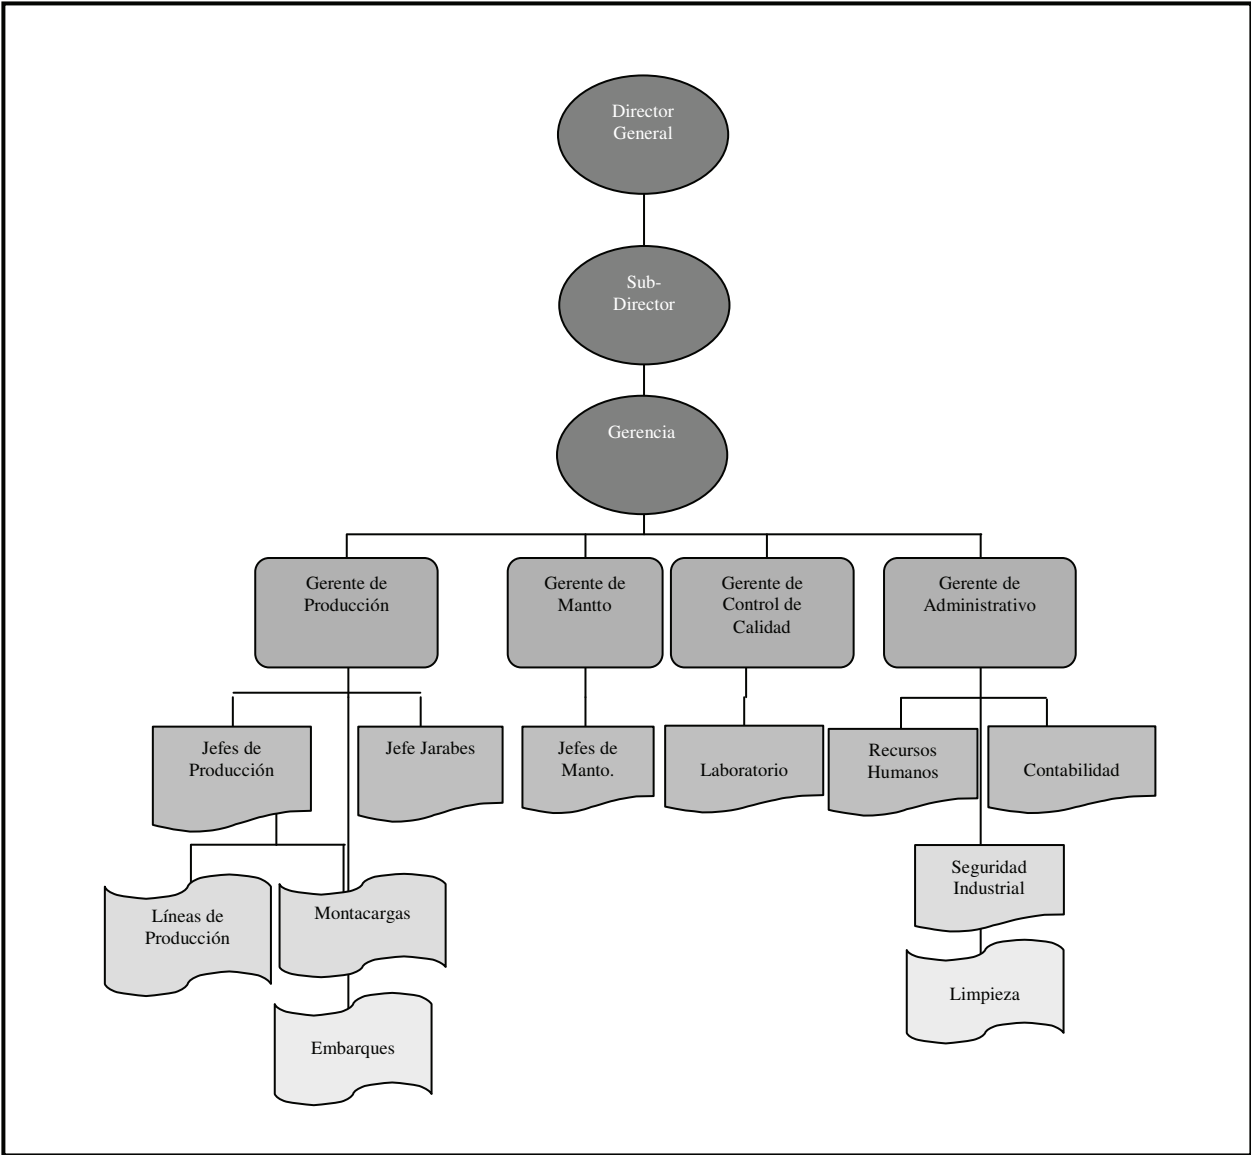 Director
General
Sub-
Director
Gerencia
Gerente de
Producción
Gerente de
Mantto
Gerente de
Control de
Calidad
Gerente de
Administrativo
Jefes de
Producción
Jefe Jarabes
Jefes de
Manto.
Laboratorio
Recursos
Humanos
Contabilidad
Líneas de
Producción
Montacargas
Seguridad
Industrial
Embarques
Limpieza